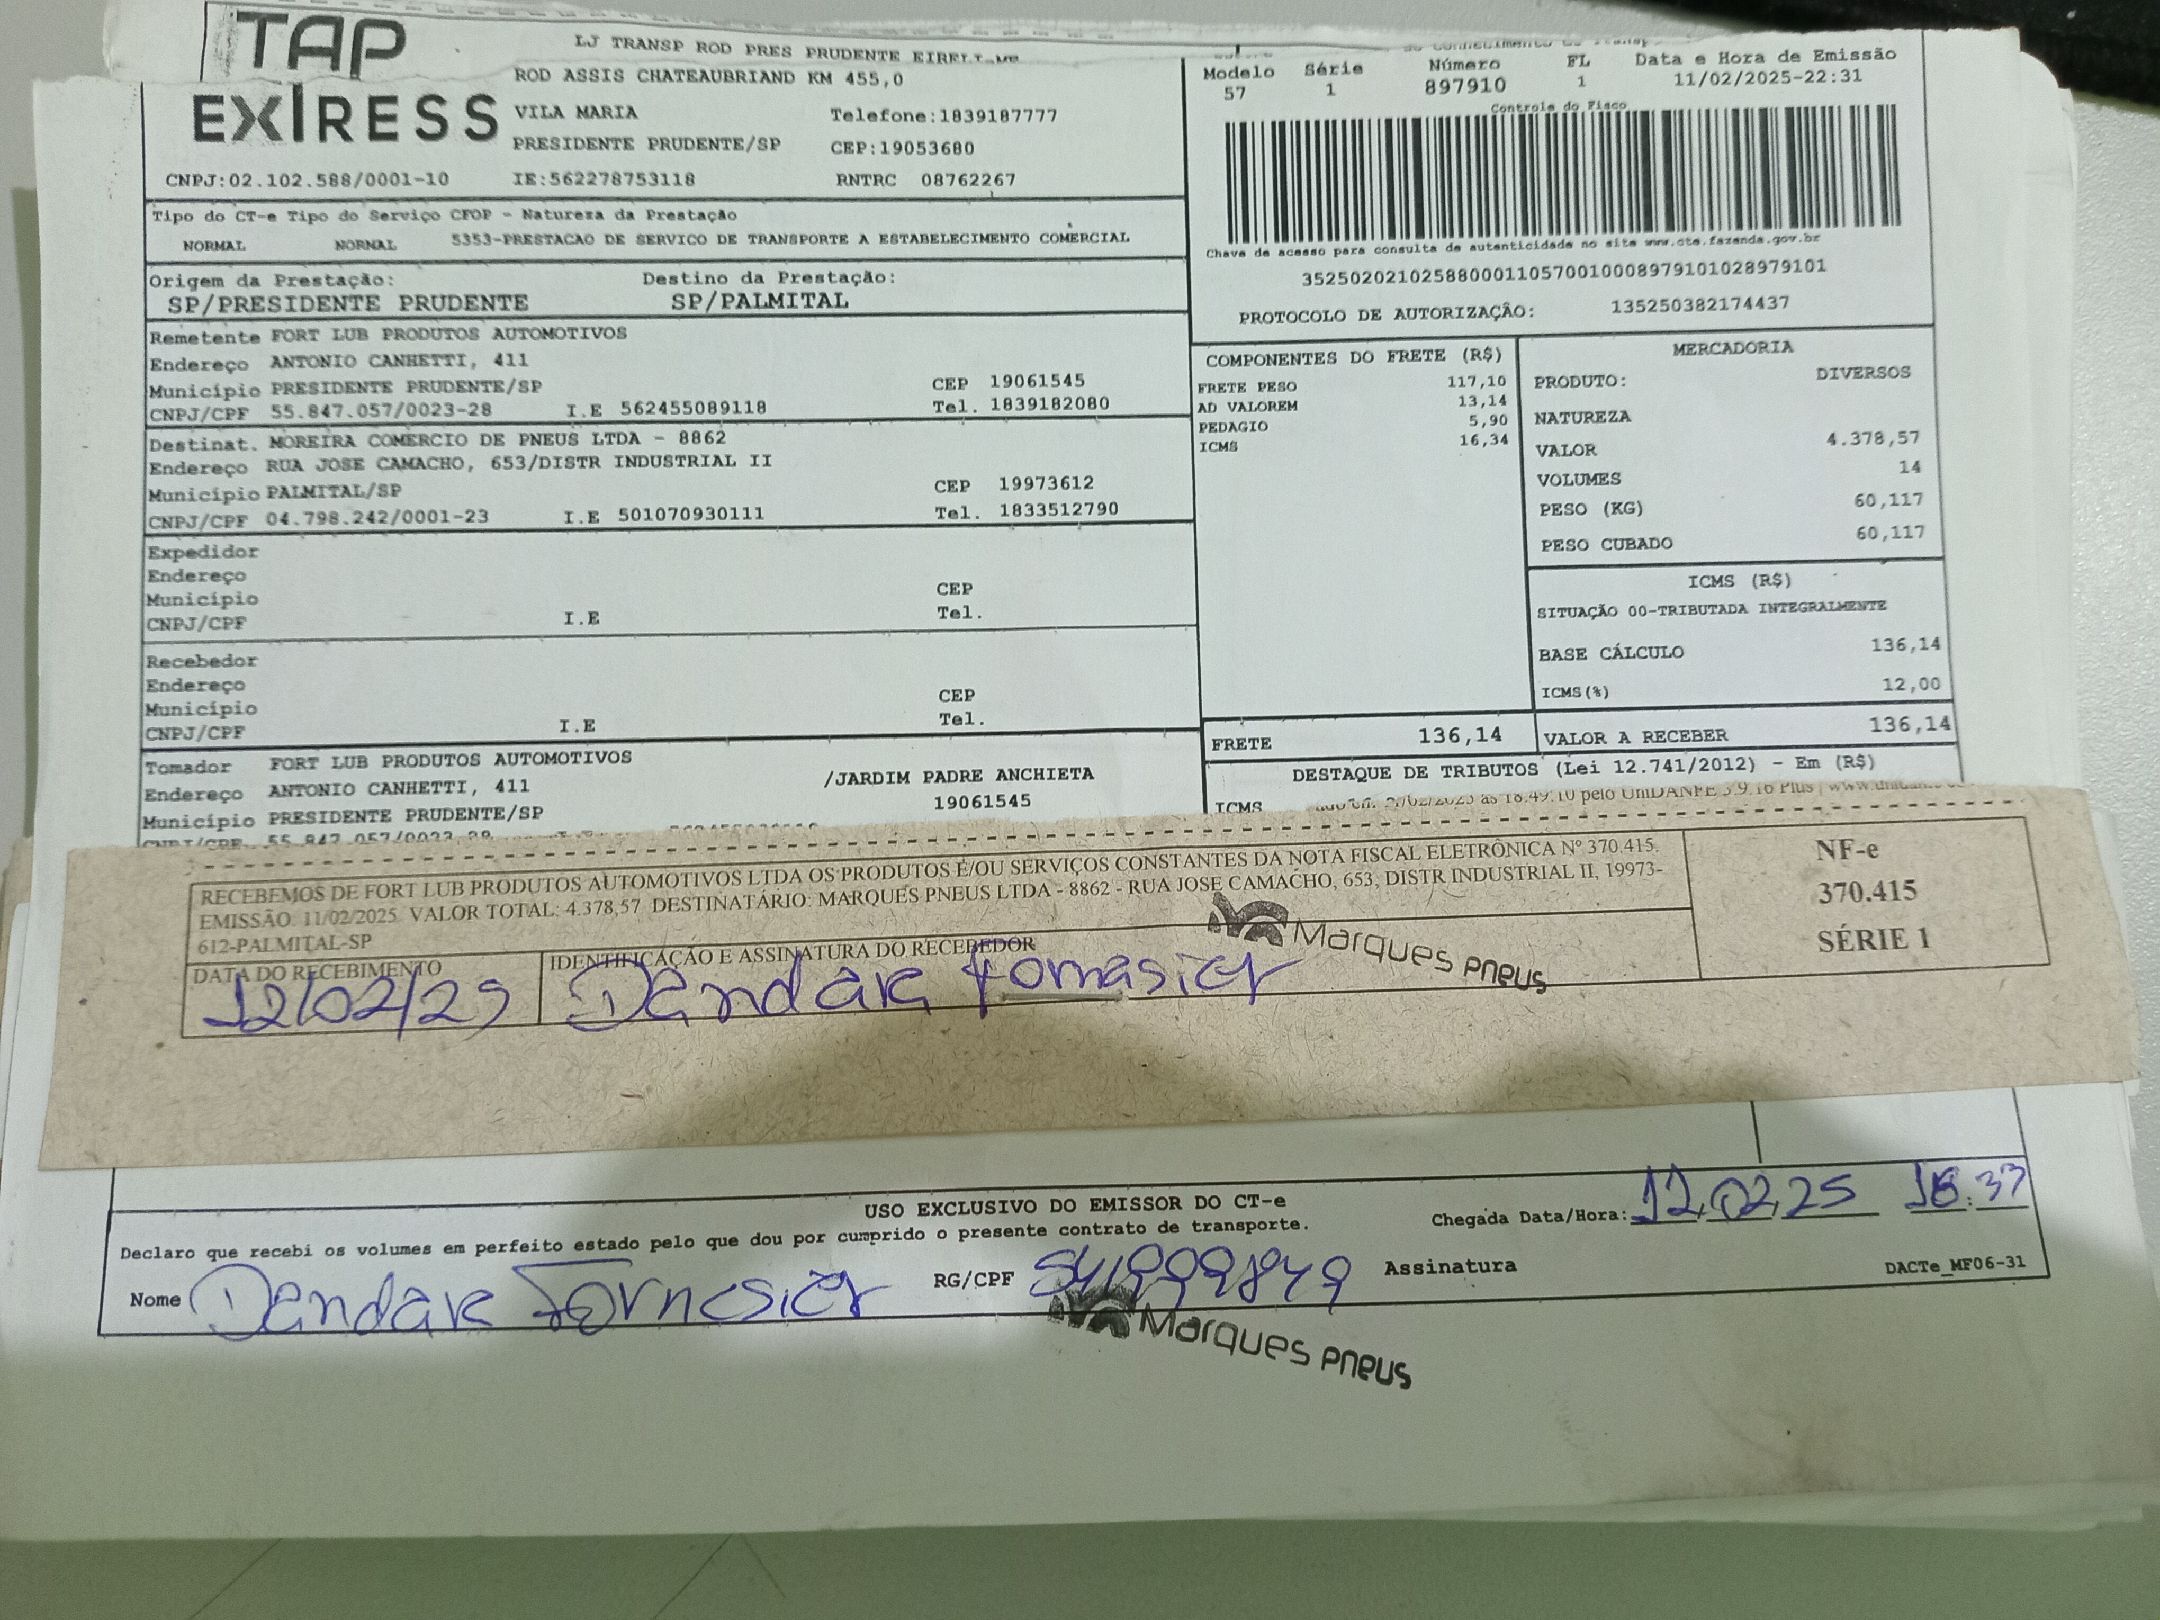 TAP
EXIRESS
LJ TRANSP ROD PRES PRUDENTE EIRELI-ME
ROD ASSIS CHATEAUBRIAND KM 455,0
VILA MARIA Telefone:1839187777
PRESIDENTE PRUDENTE/SP CEP:19053680
CNPJ:02.102.588/0001-10 IE:562278753118 RNTRC 08762267
Modelo Série Número FL Data e Hora de Emissão
57 1 897910 1 11/02/2025-22:31
Controle do Fisco
Chave de acesso para consulta de autenticidade no site www.cte.fazenda.gov.br
35250202102588000110570010008979101028979101
PROTOCOLO DE AUTORIZAÇÃO: 135250382174437
Tipo do CT-e Tipo do Serviço CFOP - Natureza da Prestação
NORMAL NORMAL 5353-PRESTACAO DE SERVICO DE TRANSPORTE A ESTABELECIMENTO COMERCIAL
Origem da Prestação: Destino da Prestação:
SP/PRESIDENTE PRUDENTE SP/PALMITAL
Remetente FORT LUB PRODUTOS AUTOMOTIVOS
Endereço ANTONIO CANHETTI, 411
Município PRESIDENTE PRUDENTE/SP CEP 19061545
CNPJ/CPF 55.847.057/0023-28 I.E 562455089118 Tel. 1839182080
Destinat. MOREIRA COMERCIO DE PNEUS LTDA - 8862
Endereço RUA JOSE CAMACHO, 653/DISTR INDUSTRIAL II
Município PALMITAL/SP CEP 19973612
CNPJ/CPF 04.798.242/0001-23 I.E 501070930111 Tel. 1833512790
Expedidor
Endereço
Município CEP
CNPJ/CPF I.E Tel.
Recebedor
Endereço
Município CEP
CNPJ/CPF I.E Tel.
Tomador FORT LUB PRODUTOS AUTOMOTIVOS
Endereço ANTONIO CANHETTI, 411 /JARDIM PADRE ANCHIETA
Município PRESIDENTE PRUDENTE/SP 19061545
CNPJ/CPF 55.847.057/0023-28
COMPONENTES DO FRETE (R$)
FRETE PESO 117,10
AD VALOREM 13,14
PEDAGIO 5,90
ICMS 16,34
MERCADORIA
PRODUTO: DIVERSOS
NATUREZA
VALOR 4.378,57
VOLUMES 14
PESO (KG) 60,117
PESO CUBADO 60,117
ICMS (R$)
SITUAÇÃO 00-TRIBUTADA INTEGRALMENTE
BASE CÁLCULO 136,14
ICMS(%) 12,00
FRETE 136,14 VALOR A RECEBER 136,14
DESTAQUE DE TRIBUTOS (Lei 12.741/2012) - Em (R$)
ICMS
às 18:49:10 pelo UniDANFE 3.9.16 Plus |
RECEBEMOS DE FORT LUB PRODUTOS AUTOMOTIVOS LTDA OS PRODUTOS E/OU SERVIÇOS CONSTANTES DA NOTA FISCAL ELETRÔNICA Nº 370.415.
EMISSÃO: 11/02/2025 VALOR TOTAL: 4.378,57 DESTINATÁRIO: MARQUES PNEUS LTDA - 8862 - RUA JOSE CAMACHO, 653, DISTR INDUSTRIAL II, 19973-
612-PALMITAL-SP
DATA DO RECEBIMENTO IDENTIFICAÇÃO E ASSINATURA DO RECEBEDOR
12/02/25
Marques Pneus
NF-e
370.415
SÉRIE 1
USO EXCLUSIVO DO EMISSOR DO CT-e
Declaro que recebi os volumes em perfeito estado pelo que dou por cumprido o presente contrato de transporte. Chegada Data/Hora: 12.02.25
Nome RG/CPF Assinatura DACTe_MF06-31
Marques Pneus